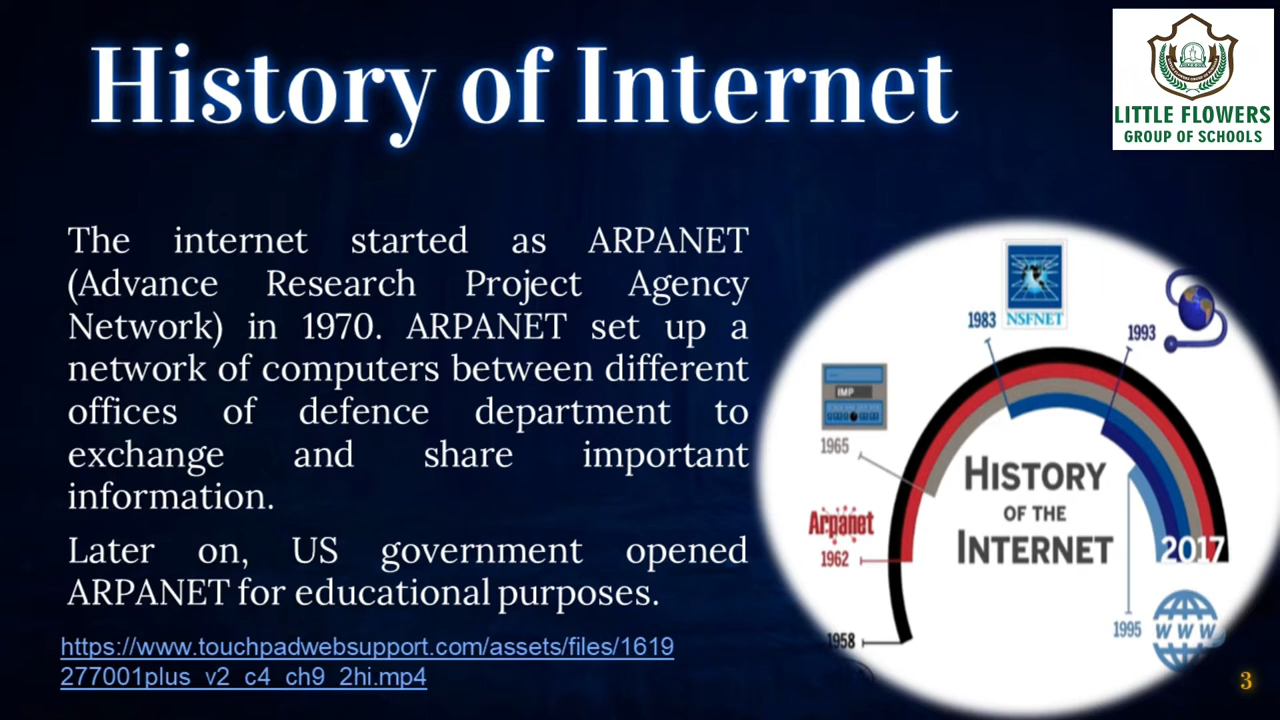 History of Internet
LITTLE FLOWERS
GROUP OF SCHOOLS
The internet started as ARPANET
(Advance Research Project Agency
Network) in 1970. ARPANET set up a
network of computers between different
offices of defence department to
exchange and share important
information.
Later on, US government opened
ARPANET for educational purposes.
https://www.touchpadwebsupport.com/assets/files/1619
277001plus_v2_c4_ch9_2hi.mp4
NSFNET
1983
1993
IMP
1965
HISTORY
OF THE
INTERNET
Arpanet
1962
2017
1958
1995
WWW
3